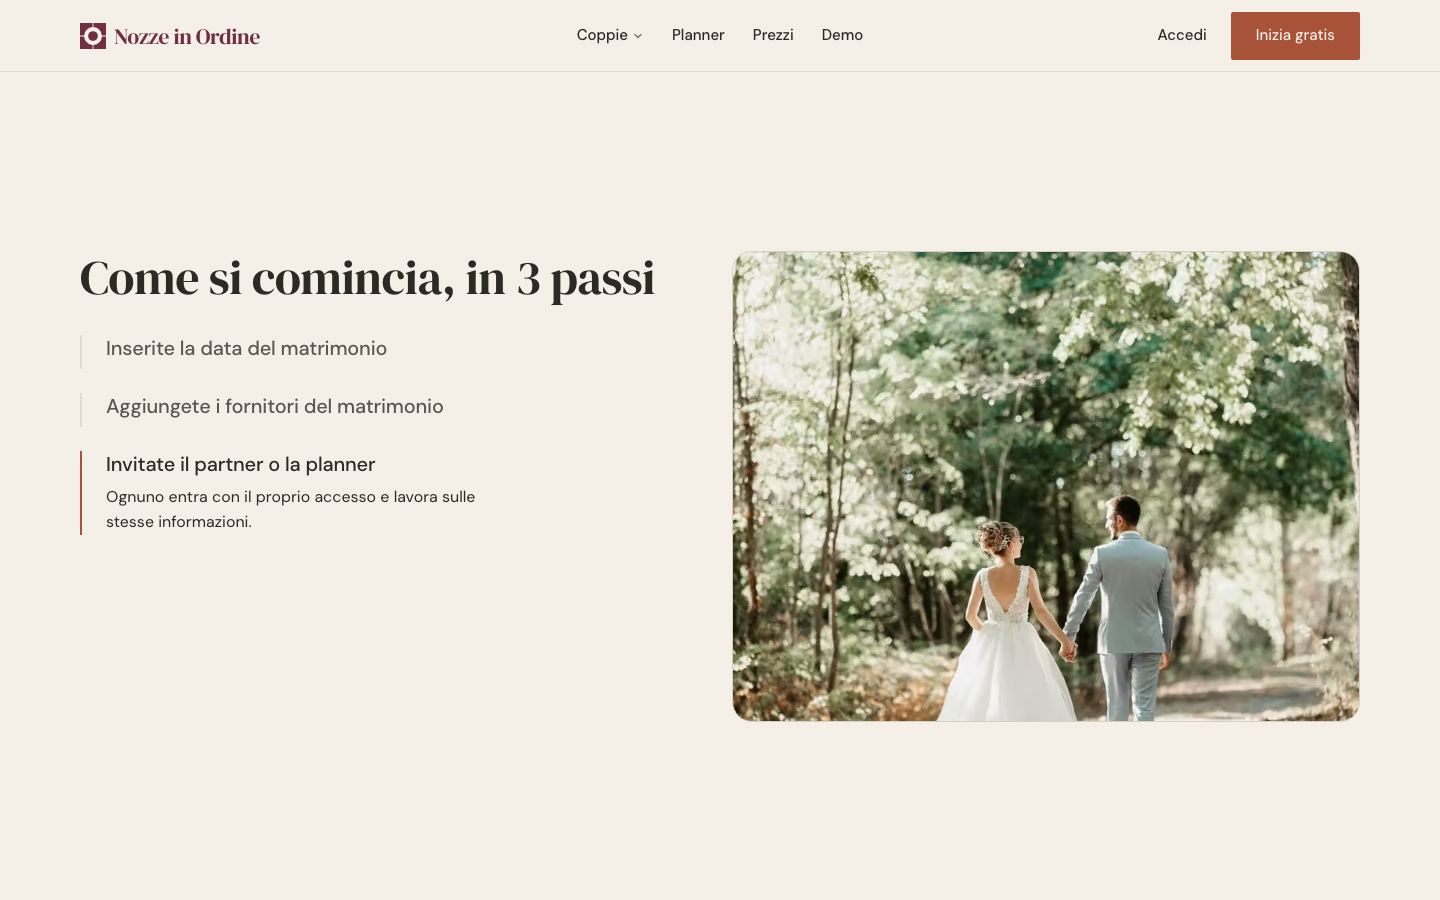 Nozze in Ordine
Coppie
Planner
Prezzi
Demo
Accedi
Inizia gratis
Come si comincia, in 3 passi
Inserite la data del matrimonio
Aggiungete i fornitori del matrimonio
Invitate il partner o la planner
Ognuno entra con il proprio accesso e lavora sulle
stesse informazioni.